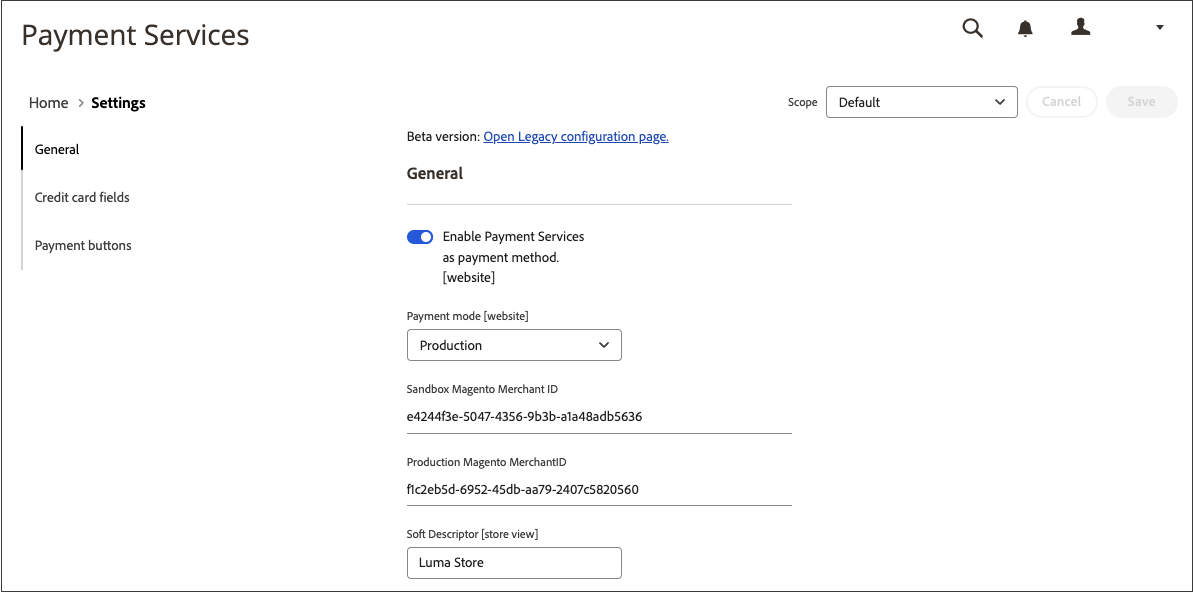 Payment Services
Home > Settings
Scope
Default
Cancel
Save
General
Credit card fields
Payment buttons
Beta version: Open Legacy configuration page.
General
Enable Payment Services
as payment method.
[website]
Payment mode [website]
Production
Sandbox Magento Merchant ID
e4244f3e-5047-4356-9b3b-a1a48adb5636
Production Magento MerchantID
f1c2eb5d-6952-45db-aa79-2407c5820560
Soft Descriptor [store view]
Luma Store